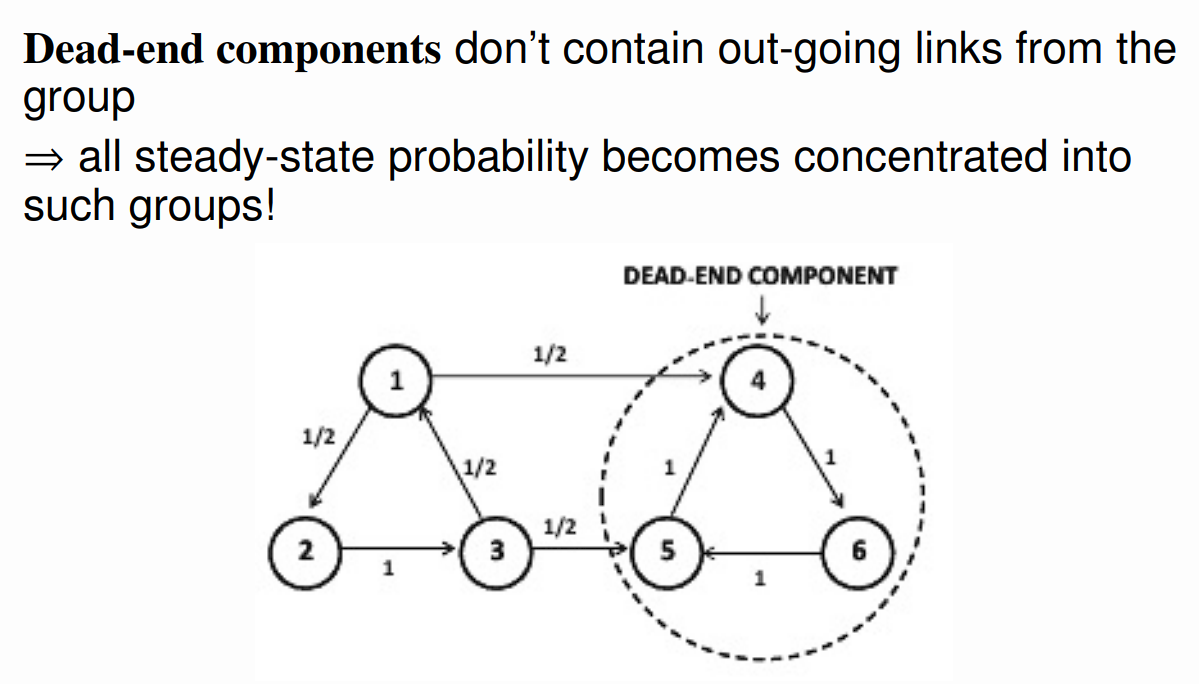 Dead-end components don’t contain out-going links from the
group
⇒ all steady-state probability becomes concentrated into
such groups!
DEAD-END COMPONENT
1/2
1
4
1/2
1/2
1
1
1/2
2
3
5
6
1
1